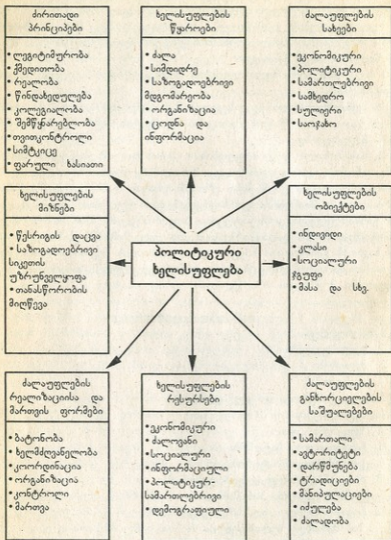 ძირითადი
პრინციპები
• ლეგიტიმურობა
• ქმედითობა
• რეალობა
• წინდახედულება
• კოლეგიალობა
• შემწყნარებლობა
• თვითკონტროლი
• სიმტკიცე
• ფარული ხასიათი
ხელისუფლების
წყაროები
• ძალა
• სიმდიდრე
• საზოგადოებრივი
მდგომარეობა
• ორგანიზაცია
• ცოდნა და
ინფორმაცია
ძალაუფლების
სახეები
• ეკონომიკური
• პოლიტიკური
• სამართლებრივი
• სამხედრო
• სულიერი
• საოჯახო
ხელისუფლების
მიზნები
• წესრიგის დაცვა
• საზოგადოებრივი
სიკეთის
უზრუნველყოფა
• თანასწორობის
მიღწევა
პოლიტიკური
ხელისუფლება
ხელისუფლების
ობიექტები
• ინდივიდი
• კლასი
• სოციალური
ჯგუფი
• მასა და სხვ.
ძალაუფლების
რეალიზაციისა და
მართვის ფორმები
• ბატონობა
• ხელმძღვანელობა
• კოორდინაცია
• ორგანიზაცია
• კონტროლი
• მართვა
ხელისუფლების
რესურსები
• ეკონომიკური
• ძალოვანი
• სოციალური
• ინფორმაციული
• პოლიტიკურ-
სამართლებრივი
• დემოგრაფიული
ძალაუფლების
განხორციელების
საშუალებები
• სამართალი
• ავტორიტეტი
• დარწმუნება
• ტრადიციები
• მანიპულაციები
• იძულება
• ძალადობა